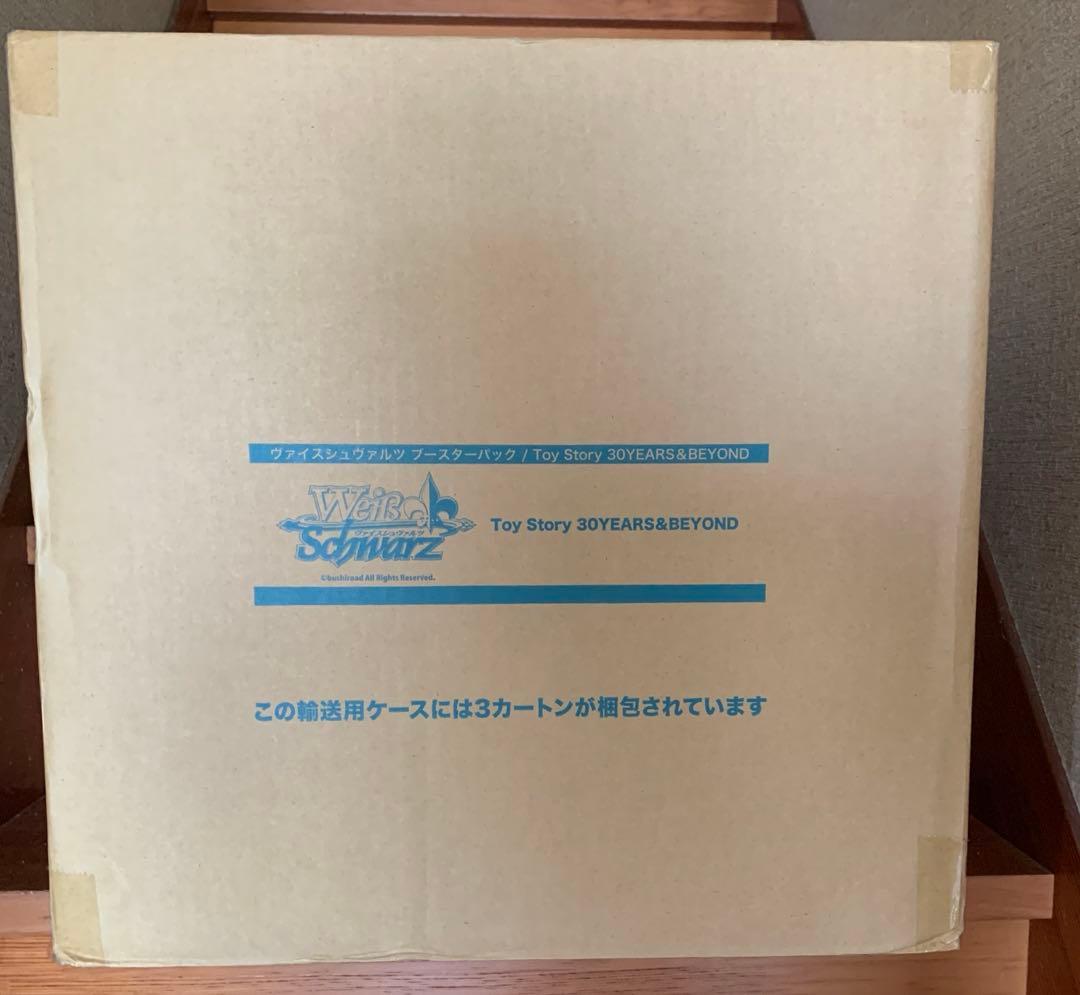 ヴァイスシュヴァルツ ブースターパック / Toy Story 30YEARS&BEYOND
Weiß
ヴァイスシュヴァルツ
Schwarz
Toy Story 30YEARS&BEYOND
©bushiroad All Rights Reserved.
この輸送用ケースには3カートンが梱包されています